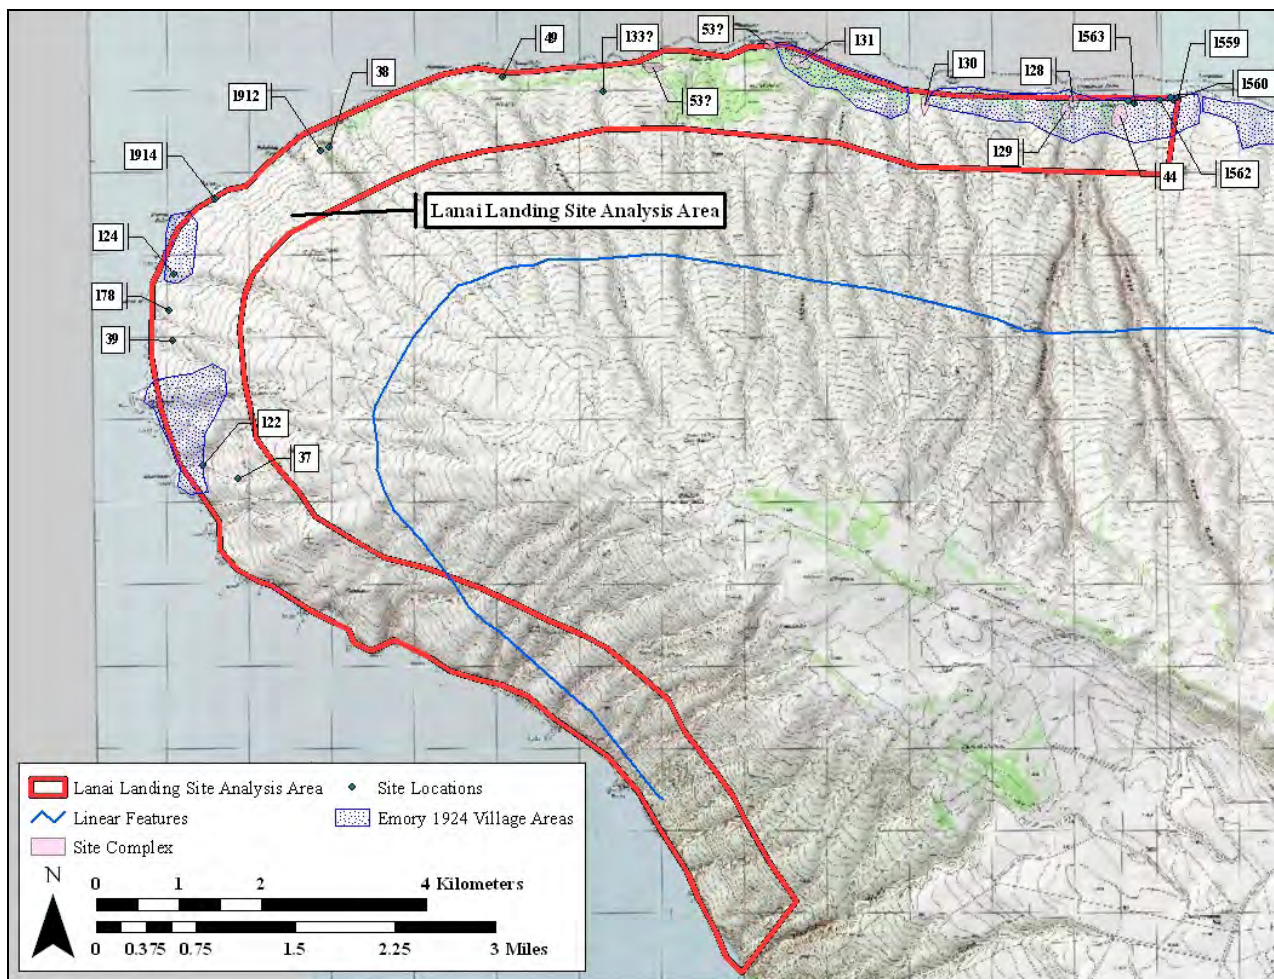 53?
131
1563
1559
49
133?
38
130
128
1560
1912
53?
129
44
1562
1914
Lanai Landing Site Analysis Area
124
178
39
122
37
Lanai Landing Site Analysis Area
Site Locations
Linear Features
Emory 1924 Village Areas
Site Complex
N
0 1 2 4 Kilometers
0 0.375 0.75 1.5 2.25 3 Miles